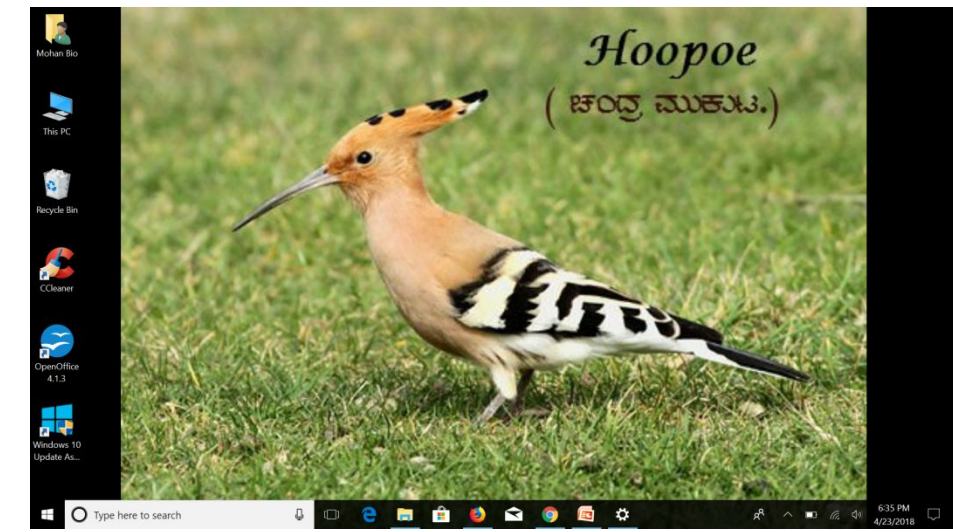 Mohan Bio
Hoopoe
( ಚಂದ್ರ ಮುಕುಟ.)
This PC
Recycle Bin
CCleaner
OpenOffice
4.1.3
Windows 10
Update As...
Type here to search
6:35 PM
4/23/2018